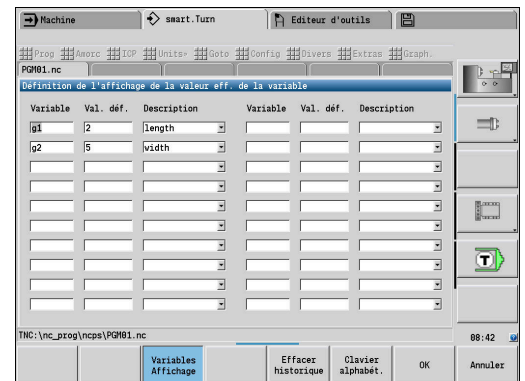 Machine
smart.Turn
Editeur d'outils
Prog Amorc ICP Units» Goto Config Divers Extras Graph.
PGM01.nc
Définition de l'affichage de la valeur eff. de la variable
Variable Val. déf. Description Variable Val. déf. Description
g1 2 length
g2 5 width
T
TNC:\nc_prog\ncps\PGM01.nc
08:42
Variables Affichage
Effacer historique
Clavier alphabét.
OK
Annuler